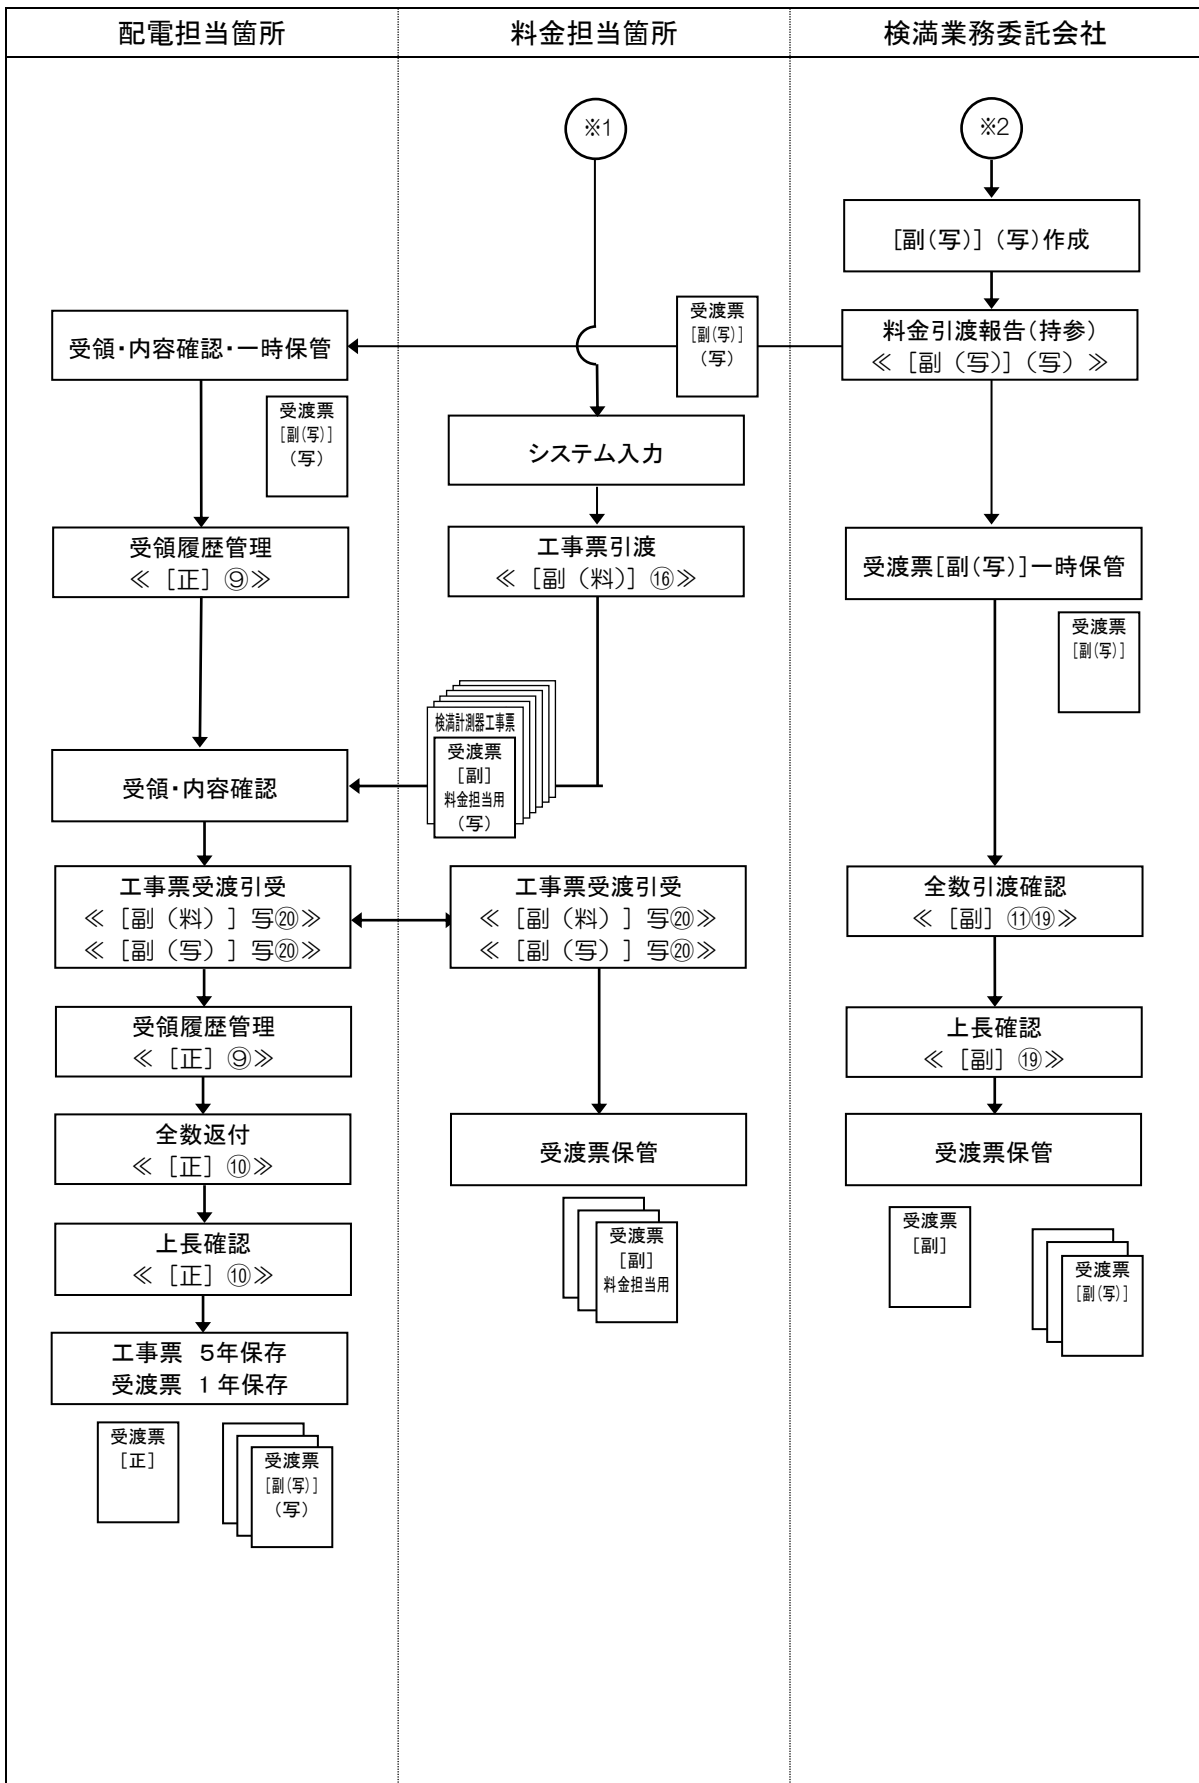 配電担当箇所
料金担当箇所
検満業務委託会社
※1
※2
[副(写)] (写)作成
受渡票
[副(写)]
(写)
料金引渡報告(持参)
≪ [副 (写)] (写) ≫
受領・内容確認・一時保管
受渡票
[副(写)]
(写)
システム入力
受領履歴管理
≪ [正] ⑨≫
工事票引渡
≪ [副 (料)] ⑯≫
受渡票[副(写)]一時保管
受渡票
[副(写)]
検満計測器工事票
受渡票
[副]
料金担当用
(写)
受領・内容確認
工事票受渡引受
≪ [副 (料) ] 写⑳≫
≪ [副 (写) ] 写⑳≫
工事票受渡引受
≪ [副 (料) ] 写⑳≫
≪ [副 (写) ] 写⑳≫
全数引渡確認
≪ [副] ⑪⑲≫
受領履歴管理
≪ [正] ⑨≫
上長確認
≪ [副] ⑲≫
全数返付
≪ [正] ⑩≫
受渡票保管
受渡票保管
上長確認
≪ [正] ⑩≫
受渡票
[副]
料金担当用
受渡票
[副]
受渡票
[副(写)]
工事票 5年保存
受渡票 1年保存
受渡票
[正]
受渡票
[副(写)]
(写)